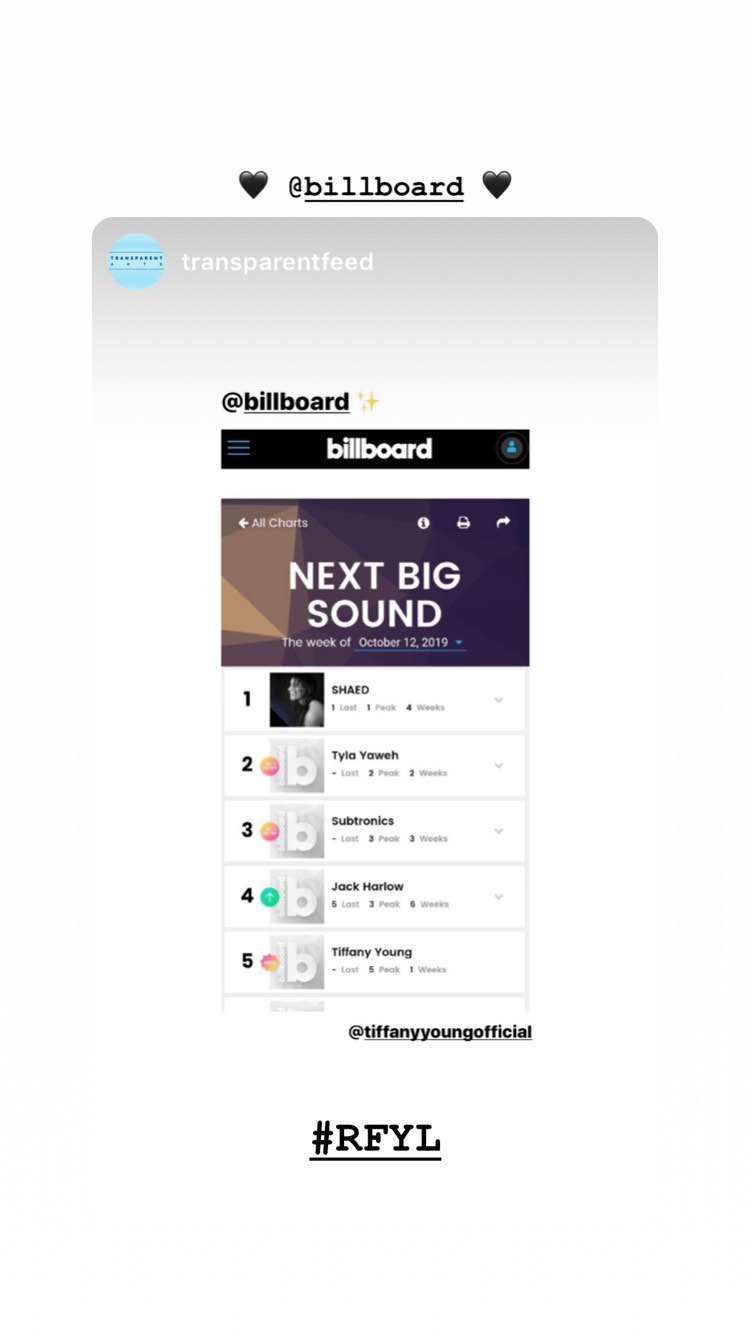 🖤 @billboard 🖤
TRANSPARENT
ARTS
transparentfeed
@billboard ✨
billboard
All Charts
NEXT BIG
SOUND
The week of October 12, 2019
1
SHAED
1 Last 1 Peak 4 Weeks
2
Tyla Yaweh
- Last 2 Peak 2 Weeks
3
Subtronics
- Last 3 Peak 3 Weeks
4
Jack Harlow
5 Last 3 Peak 6 Weeks
5
Tiffany Young
- Last 5 Peak 1 Weeks
@tiffanyyoungofficial
#RFYL